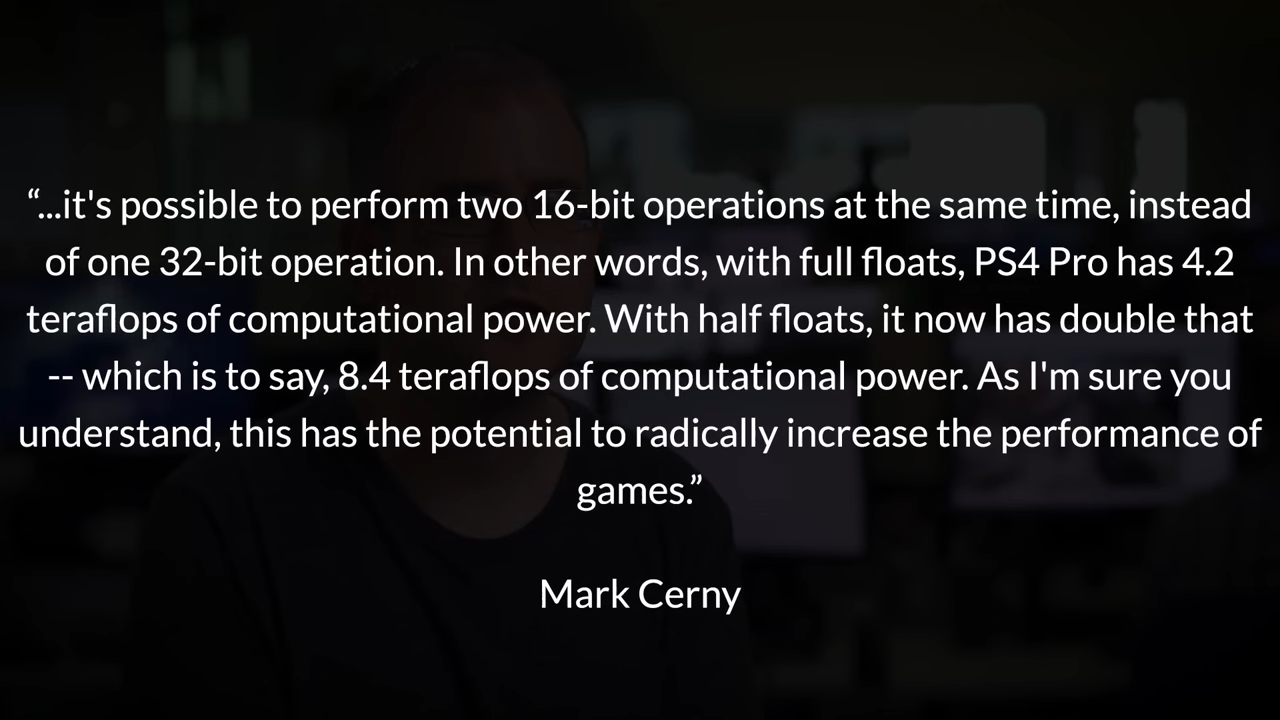 “...it's possible to perform two 16-bit operations at the same time, instead
of one 32-bit operation. In other words, with full floats, PS4 Pro has 4.2
teraflops of computational power. With half floats, it now has double that
-- which is to say, 8.4 teraflops of computational power. As I'm sure you
understand, this has the potential to radically increase the performance of
games.”
Mark Cerny